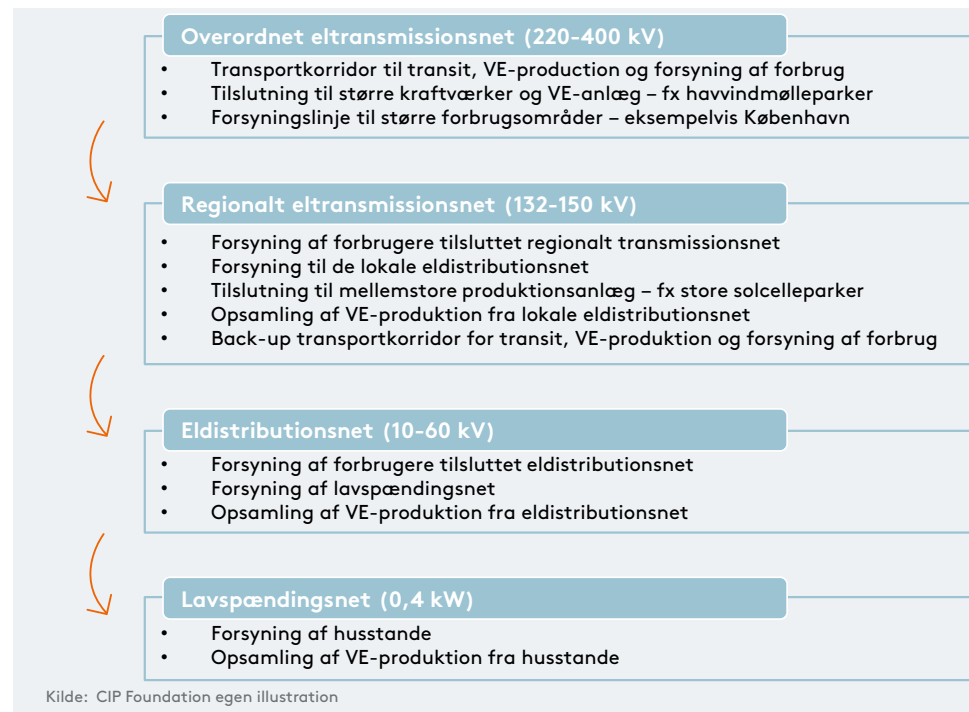 Overordnet eltransmissionsnet (220-400 kV)
• Transportkorridor til transit, VE-production og forsyning af forbrug
• Tilslutning til større kraftværker og VE-anlæg – fx havvindmølleparker
• Forsyningslinje til større forbrugsområder – eksempelvis København
Regionalt eltransmissionsnet (132-150 kV)
• Forsyning af forbrugere tilsluttet regionalt transmissionsnet
• Forsyning til de lokale eldistributionsnet
• Tilslutning til mellemstore produktionsanlæg – fx store solcelleparker
• Opsamling af VE-produktion fra lokale eldistributionsnet
• Back-up transportkorridor for transit, VE-produktion og forsyning af forbrug
Eldistributionsnet (10-60 kV)
• Forsyning af forbrugere tilsluttet eldistributionsnet
• Forsyning af lavspændingsnet
• Opsamling af VE-produktion fra eldistributionsnet
Lavspændingsnet (0,4 kW)
• Forsyning af husstande
• Opsamling af VE-produktion fra husstande
Kilde: CIP Foundation egen illustration